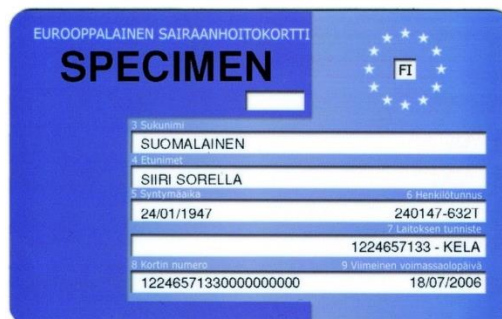 EUROOPPALAINEN SAIRAANHOITOKORTTI
SPECIMEN
FI
3 Sukunimi
SUOMALAINEN
4 Etunimet
SIIRI SORELLA
5 Syntymäaika 6 Henkilötunnus
24/01/1947 240147-632T
7 Laitoksen tunniste
1224657133 - KELA
8 Kortin numero 9 Viimeinen voimassaolopäivä
12246571330000000000 18/07/2006